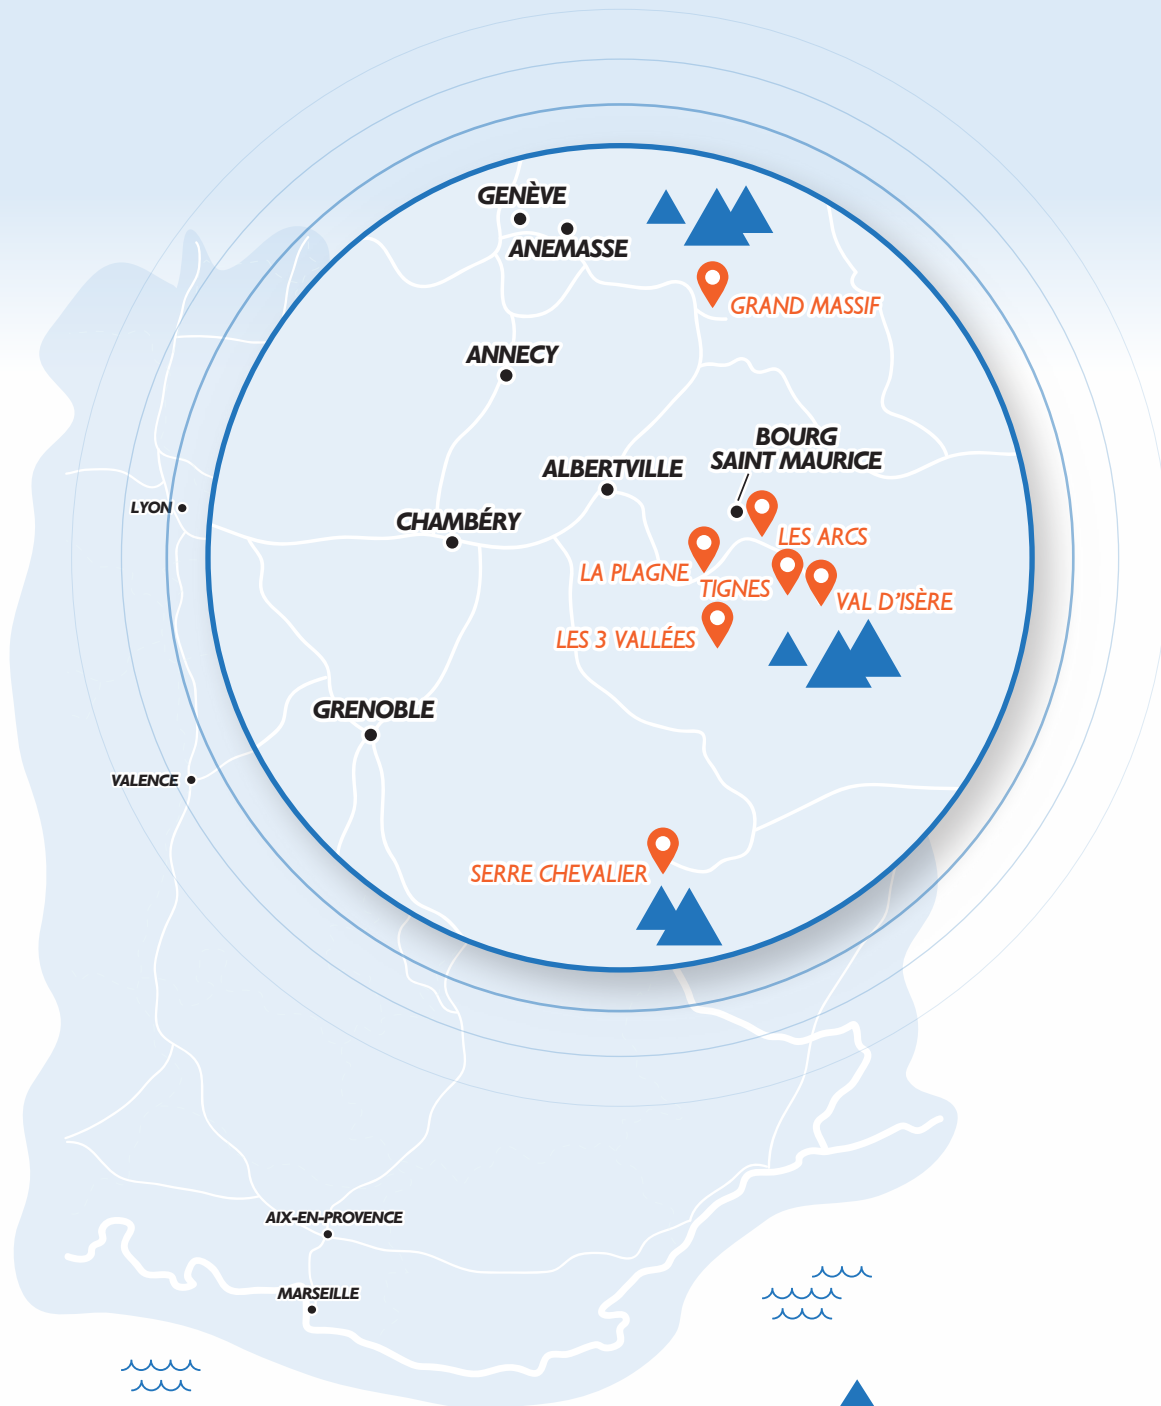 GENÈVE
ANEMASSE
GRAND MASSIF
ANNECY
BOURG
SAINT MAURICE
ALBERTVILLE
LYON
CHAMBÉRY
LES ARCS
LA PLAGNE
TIGNES
VAL D'ISÈRE
LES 3 VALLÉES
GRENOBLE
VALENCE
SERRE CHEVALIER
AIX-EN-PROVENCE
MARSEILLE